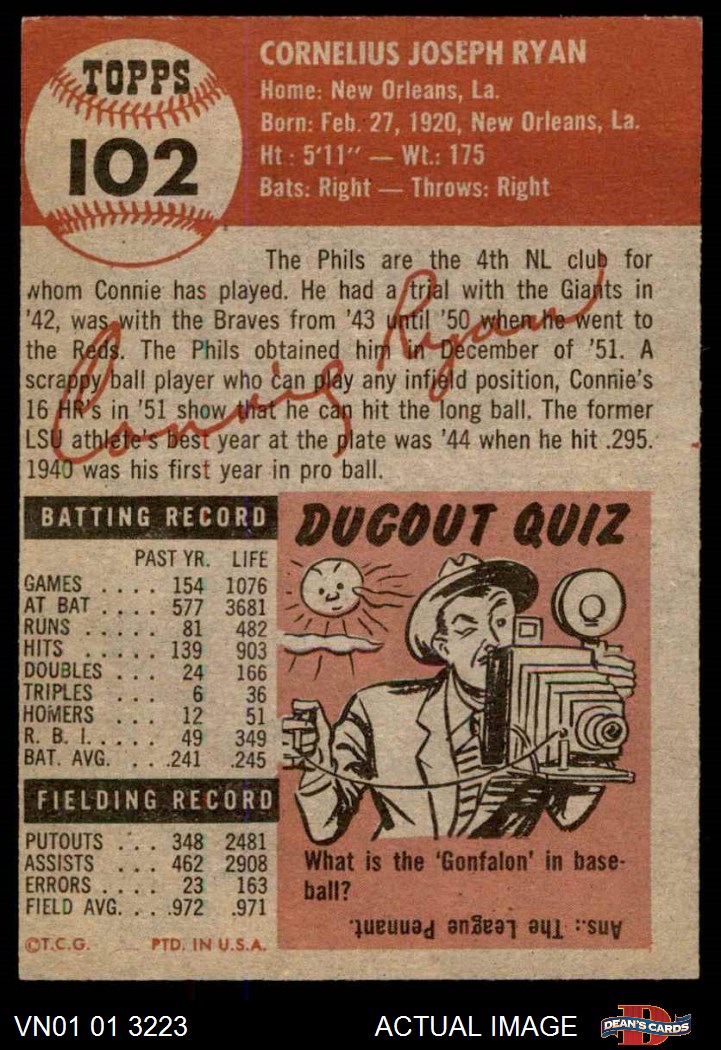 TOPPS
102
CORNELIUS JOSEPH RYAN
Home: New Orleans, La.
Born: Feb. 27, 1920, New Orleans, La.
Ht: 5'11" — Wt.: 175
Bats: Right — Throws: Right
The Phils are the 4th NL club for
whom Connie has played. He had a trial with the Giants in
'42, was with the Braves from '43 until '50 when he went to
the Reds. The Phils obtained him in December of '51. A
scrappy ball player who can play any infield position, Connie's
16 HR's in '51 show that he can hit the long ball. The former
LSU athlete's best year at the plate was '44 when he hit .295.
1940 was his first year in pro ball.
Connie Ryan
BATTING RECORD
PAST YR. LIFE
GAMES .... 154 1076
AT BAT .... 577 3681
RUNS ..... 81 482
HITS ..... 139 903
DOUBLES ... 24 166
TRIPLES ... 6 36
HOMERS ... 12 51
R. B. I. .... 49 349
BAT. AVG. ... .241 .245
FIELDING RECORD
PUTOUTS ... 348 2481
ASSISTS ... 462 2908
ERRORS .... 23 163
FIELD AVG. .. .972 .971
©T.C.G. PTD. IN U.S.A.
DUGOUT QUIZ
What is the 'Gonfalon' in base-
ball?
Ans.: The League Pennant.
VN01 01 3223
ACTUAL IMAGE
D
DEAN'S CARDS